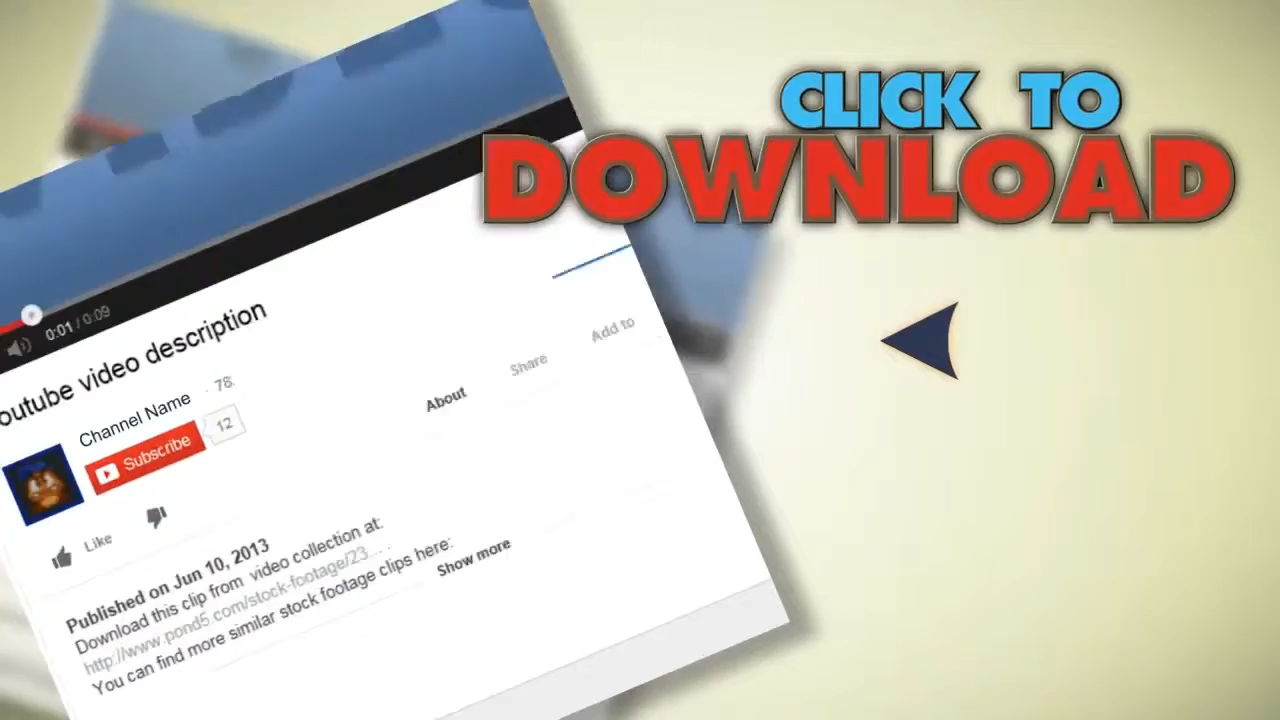 CLICK TO
DOWNLOAD
0:01 / 0:09
outube video description
Channel Name 78
Subscribe 12
About Share Add to
Like
Published on Jun 10, 2013
Download this clip from video collection at:
http://www.pond5.com/stock-footage/23...
You can find more similar stock footage clips here:
Show more